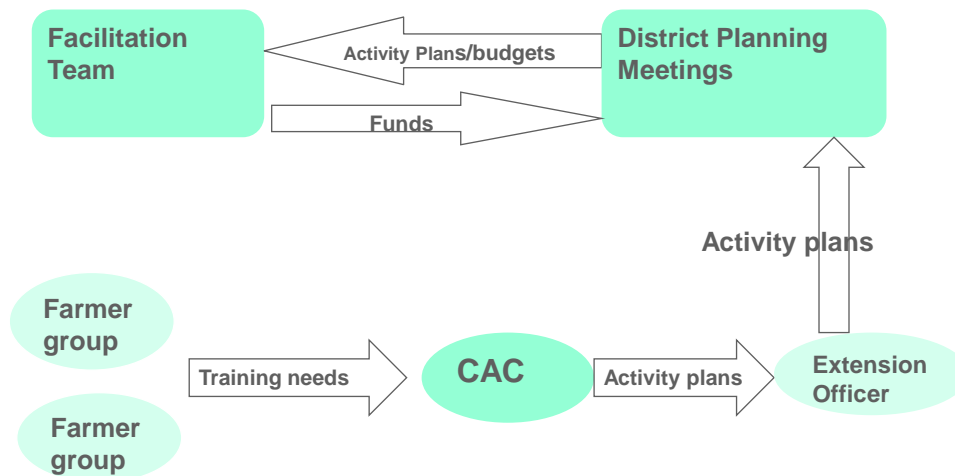 Facilitation
Team
Activity Plans/budgets
District Planning
Meetings
Funds
Activity plans
Farmer
group
Training needs
CAC
Activity plans
Extension
Officer
Farmer
group